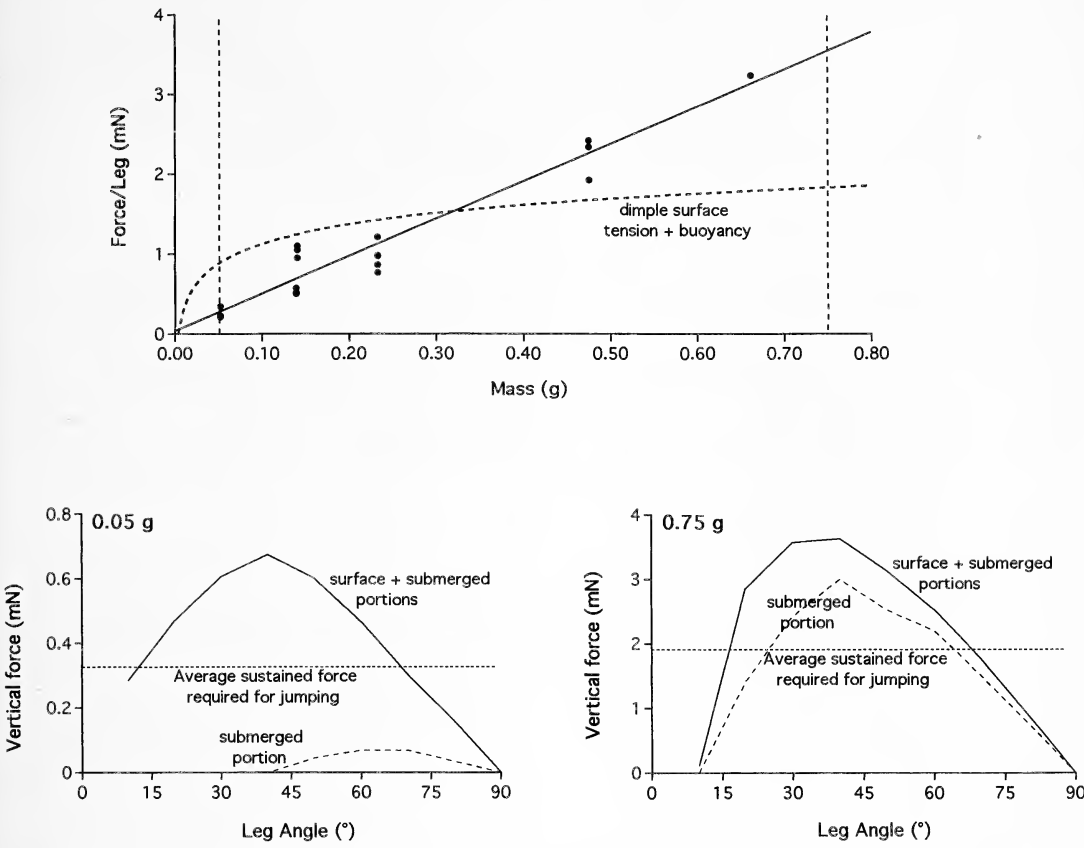 4
3
2
1
0
Force/Leg (mN)
dimple surface
tension + buoyancy
0.00 0.10 0.20 0.30 0.40 0.50 0.60 0.70 0.80
Mass (g)
0.05 g
0.8
0.6
0.4
0.2
0
Vertical force (mN)
surface + submerged
portions
Average sustained force
required for jumping
submerged
portion
0 15 30 45 60 75 90
Leg Angle (°)
0.75 g
4
3
2
1
0
Vertical force (mN)
surface + submerged
portions
submerged
portion
Average sustained force
required for jumping
0 15 30 45 60 75 90
Leg Angle (°)